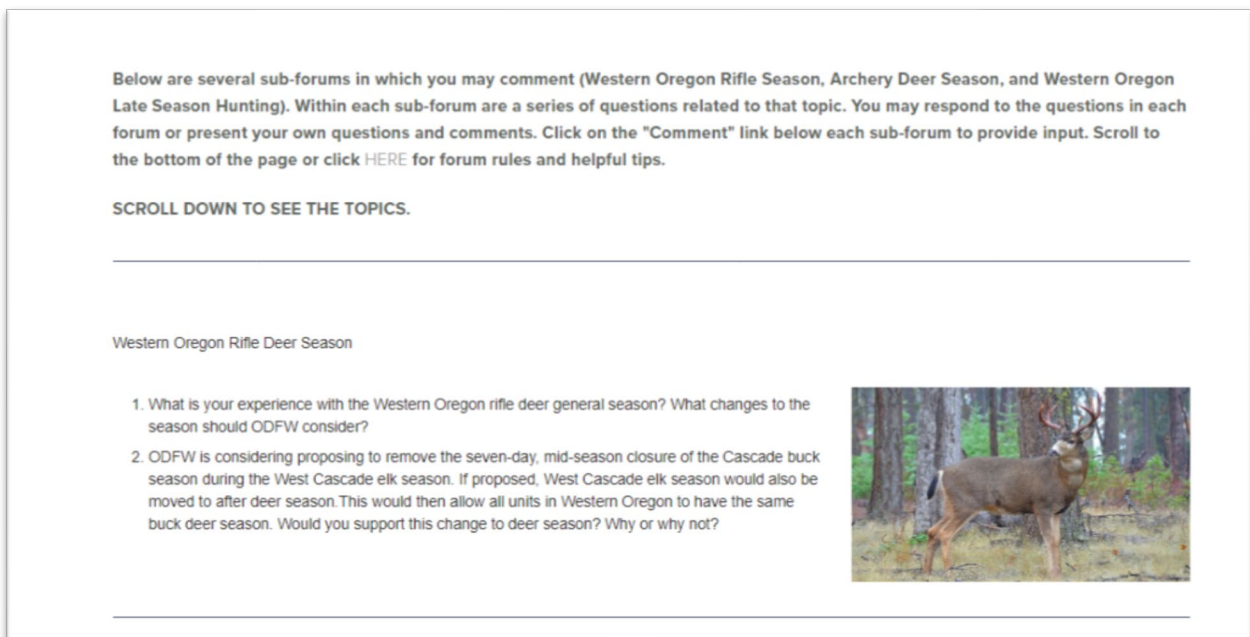 Below are several sub-forums in which you may comment (Western Oregon Rifle Season, Archery Deer Season, and Western Oregon
Late Season Hunting). Within each sub-forum are a series of questions related to that topic. You may respond to the questions in each
forum or present your own questions and comments. Click on the "Comment" link below each sub-forum to provide input. Scroll to
the bottom of the page or click HERE for forum rules and helpful tips.
SCROLL DOWN TO SEE THE TOPICS.
Western Oregon Rifle Deer Season
1. What is your experience with the Western Oregon rifle deer general season? What changes to the
season should ODFW consider?
2. ODFW is considering proposing to remove the seven-day, mid-season closure of the Cascade buck
season during the West Cascade elk season. If proposed, West Cascade elk season would also be
moved to after deer season.This would then allow all units in Western Oregon to have the same
buck deer season. Would you support this change to deer season? Why or why not?